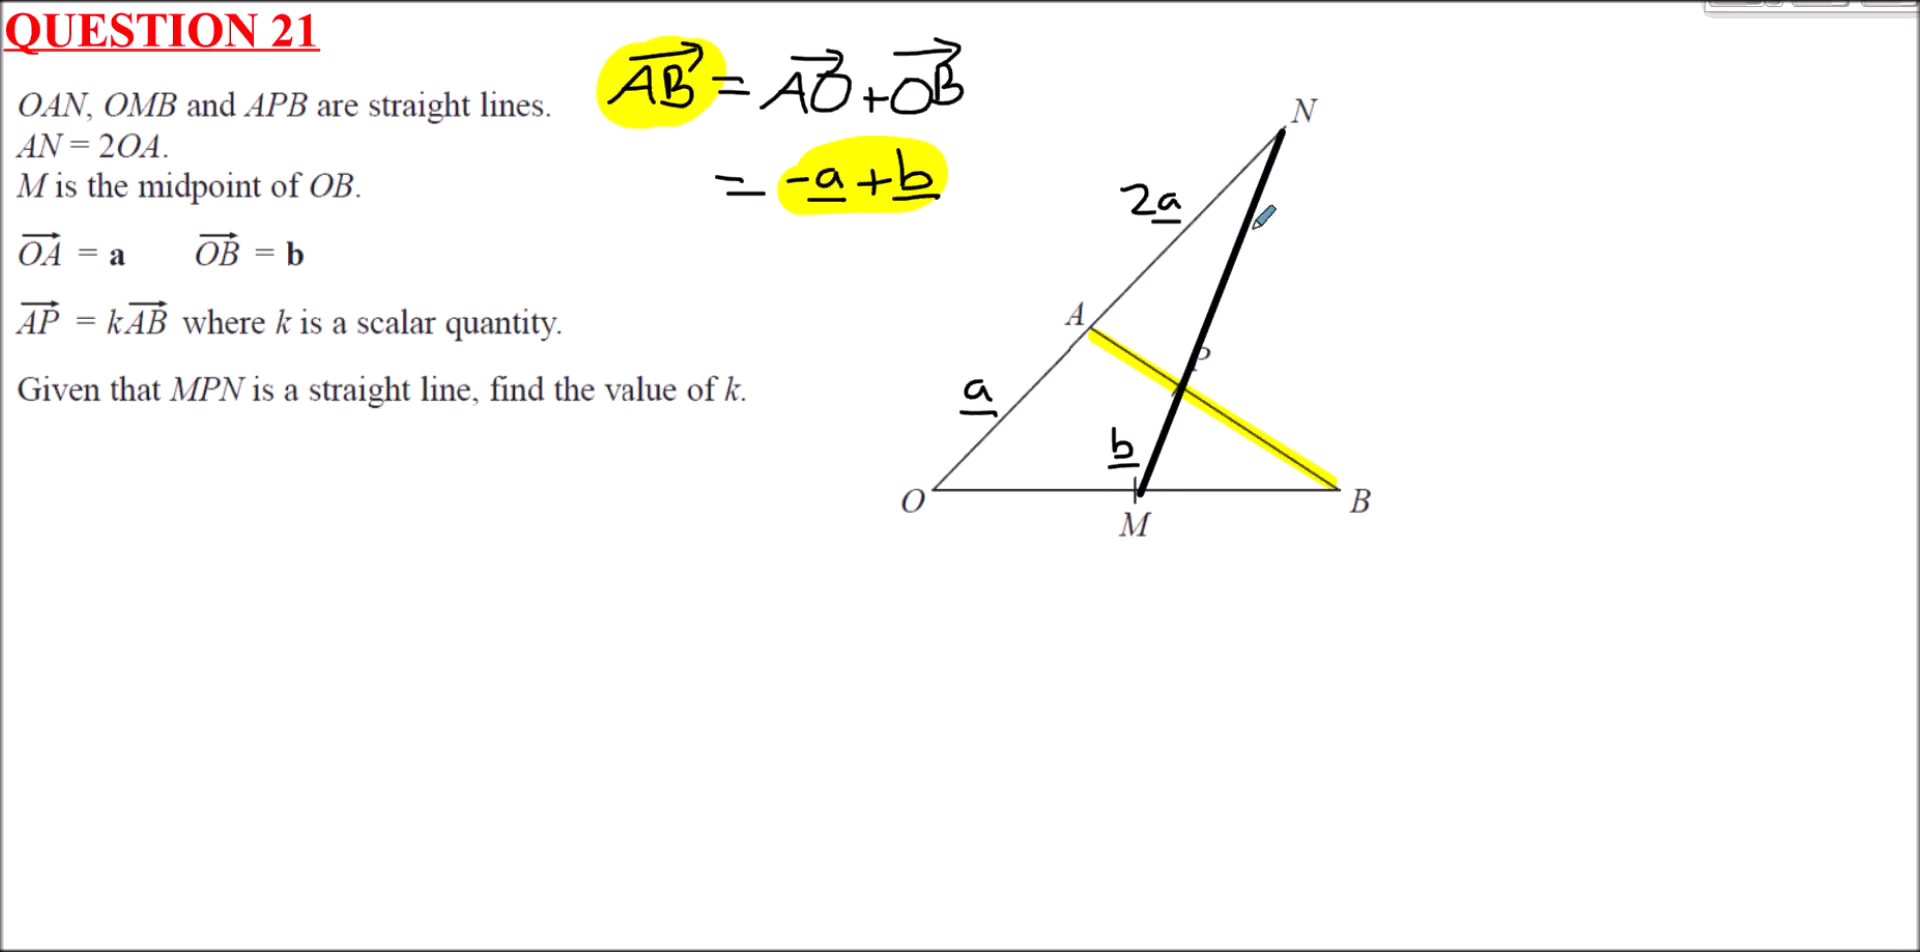 QUESTION 21
OAN, OMB and APB are straight lines.
AN = 2OA.
M is the midpoint of OB.
OA = a OB = b
AP = kAB where k is a scalar quantity.
Given that MPN is a straight line, find the value of k.
AB = AO + OB
= -a + b
N
2a
A
P
a
b
O
M
B